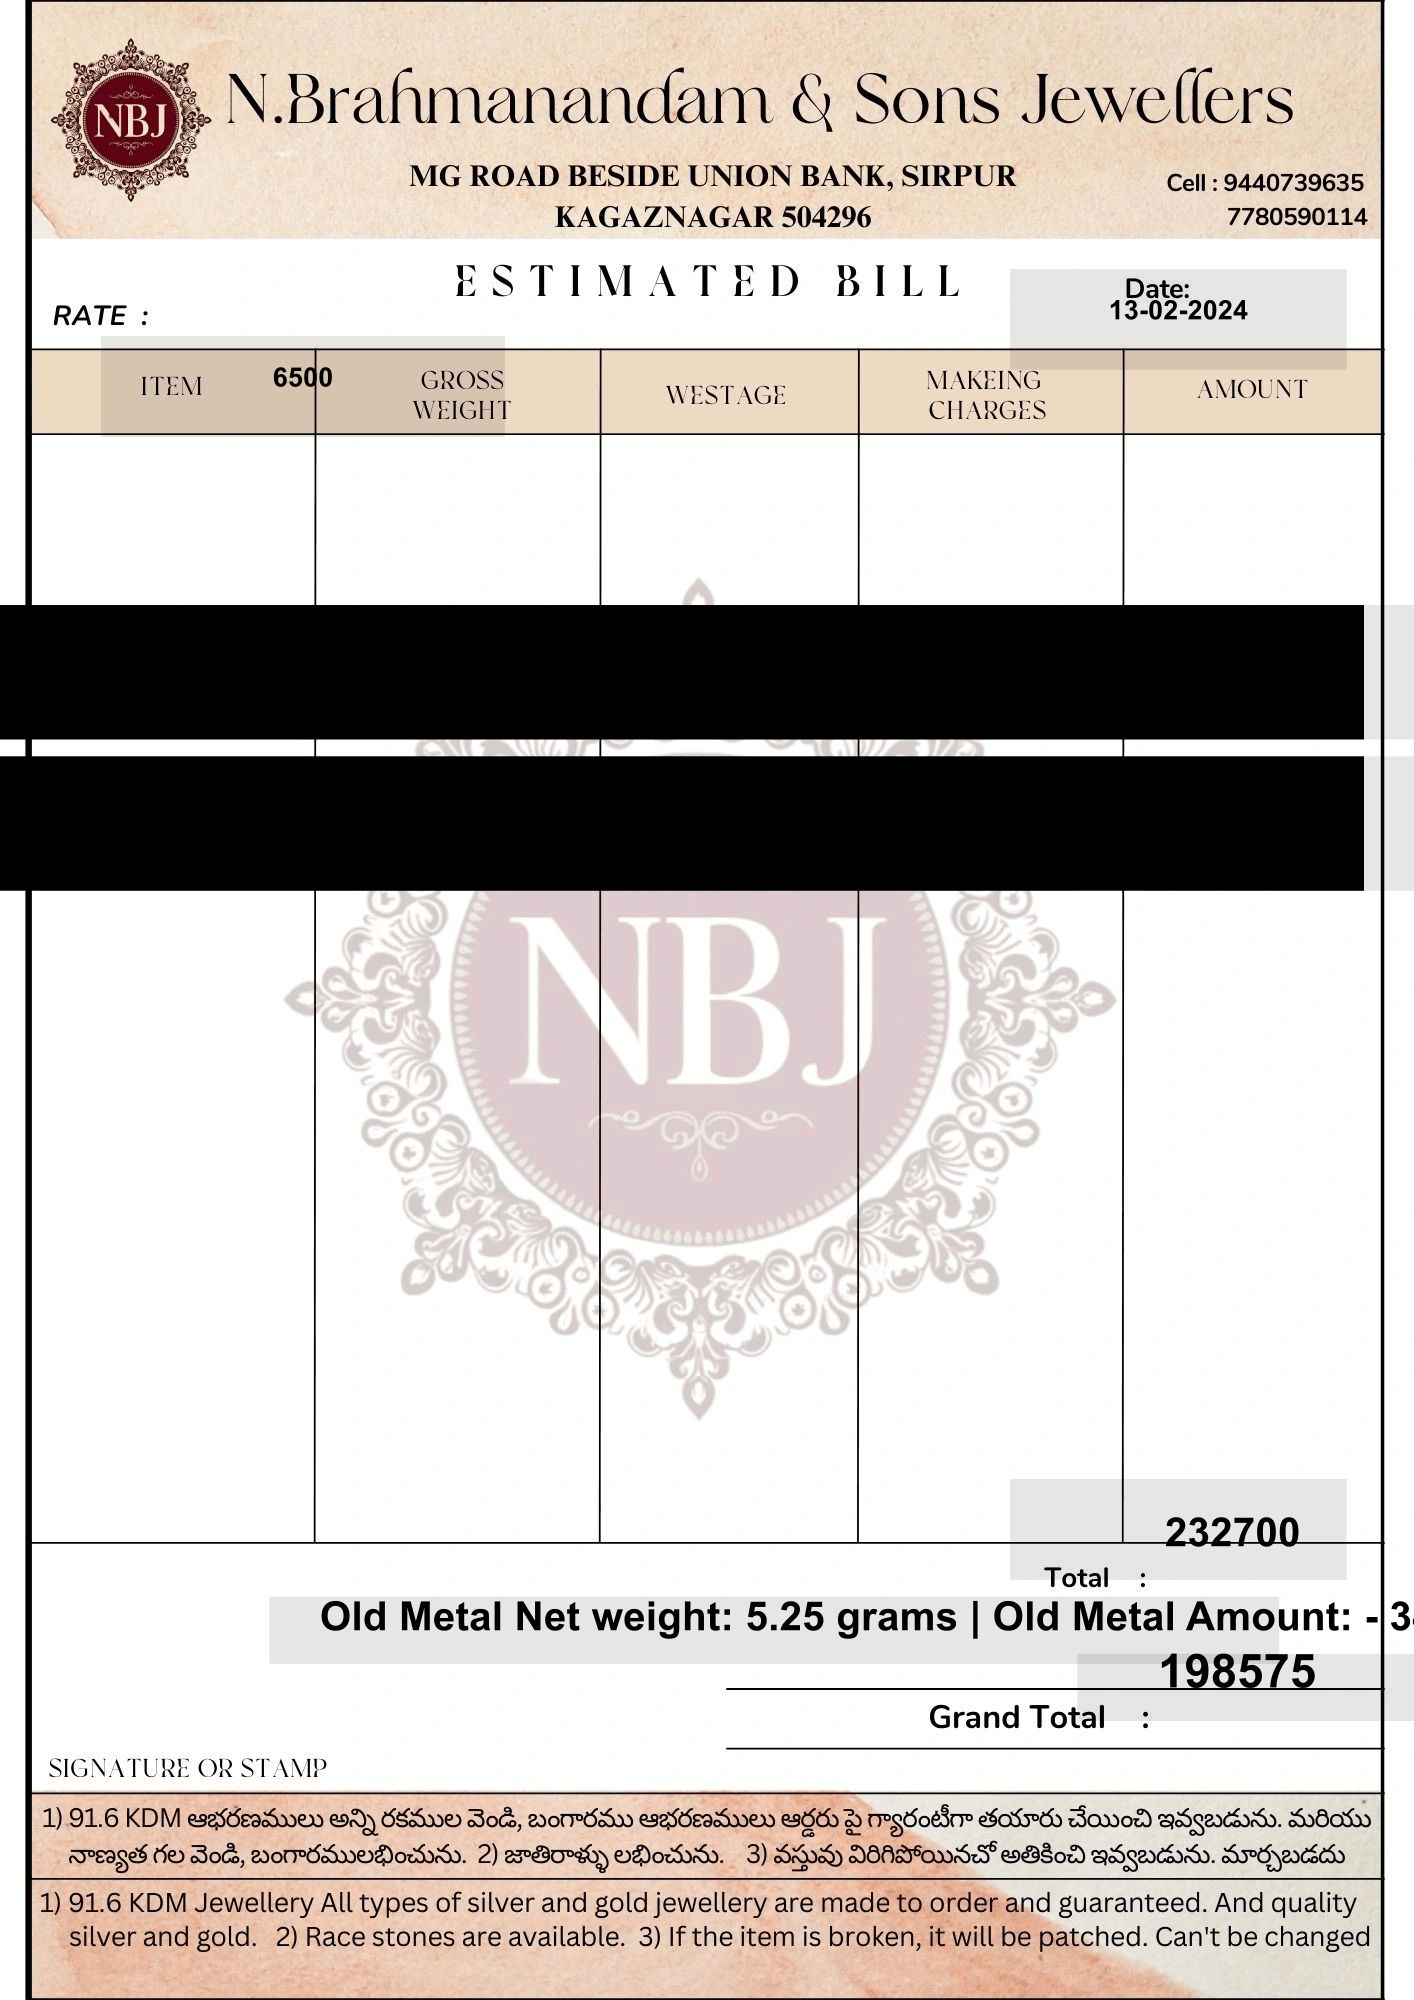 NBJ
N.Brahmanandam & Sons Jewellers
MG ROAD BESIDE UNION BANK, SIRPUR
KAGAZNAGAR 504296
Cell : 9440739635
7780590114
ESTIMATED BILL
Date:
13-02-2024
RATE :
6500
ITEM
GROSS
WEIGHT
WESTAGE
MAKEING
CHARGES
AMOUNT
NBJ
232700
Total :
Old Metal Net weight: 5.25 grams | Old Metal Amount: - 3
198575
Grand Total :
SIGNATURE OR STAMP
1) 91.6 KDM ఆభరణములు అన్ని రకముల వెండి, బంగారము ఆభరణములు ఆర్డరు పై గ్యారంటీగా తయారు చేయించి ఇవ్వబడును. మరియు
నాణ్యత గల వెండి, బంగారములభించును. 2) జాతిరాళ్ళు లభించును. 3) వస్తువు విరిగిపోయినచో అతికించి ఇవ్వబడును. మార్చబడదు
1) 91.6 KDM Jewellery All types of silver and gold jewellery are made to order and guaranteed. And quality
silver and gold. 2) Race stones are available. 3) If the item is broken, it will be patched. Can't be changed